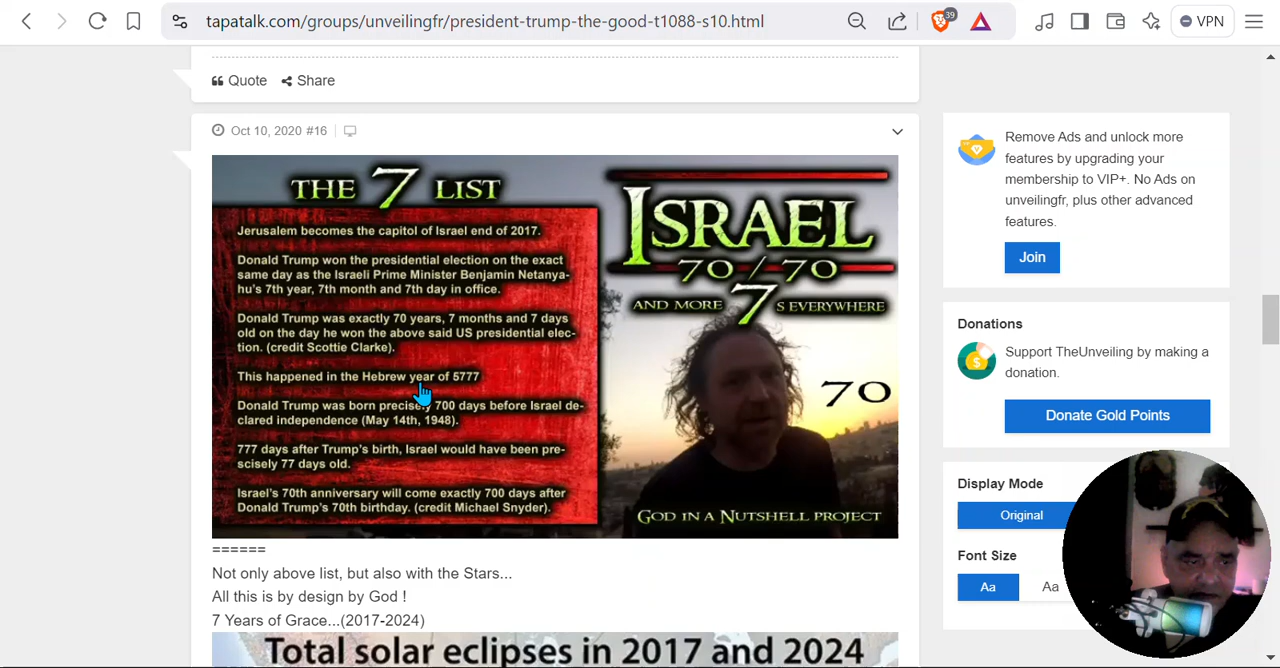 tapatalk.com/groups/unveilingfr/president-trump-the-good-t1088-s10.html
39
VPN
Quote
Share
Oct 10, 2020 #16
THE 7 LIST
Jerusalem becomes the capitol of Israel end of 2017.
Donald Trump won the presidential election on the exact
same day as the Israeli Prime Minister Benjamin Netanya-
hu's 7th year, 7th month and 7th day in office.
Donald Trump was exactly 70 years, 7 months and 7 days
old on the day he won the above said US presidential elec-
tion. (credit Scottie Clarke).
This happened in the Hebrew year of 5777
Donald Trump was born precisely 700 days before Israel de-
clared independence (May 14th, 1948).
777 days after Trump's birth, Israel would have been pre-
scisely 77 days old.
Israel's 70th anniversary will come exactly 700 days after
Donald Trump's 70th birthday. (credit Michael Snyder).
ISRAEL
70 / 70
AND MORE 7S EVERYWHERE
70
GOD IN A NUTSHELL PROJECT
======
Not only above list, but also with the Stars...
All this is by design by God !
7 Years of Grace...(2017-2024)
Total solar eclipses in 2017 and 2024
Remove Ads and unlock more
features by upgrading your
membership to VIP+. No Ads on
unveilingfr, plus other advanced
features.
Join
Donations
Support TheUnveiling by making a
donation.
Donate Gold Points
Display Mode
Original
Font Size
Aa
Aa